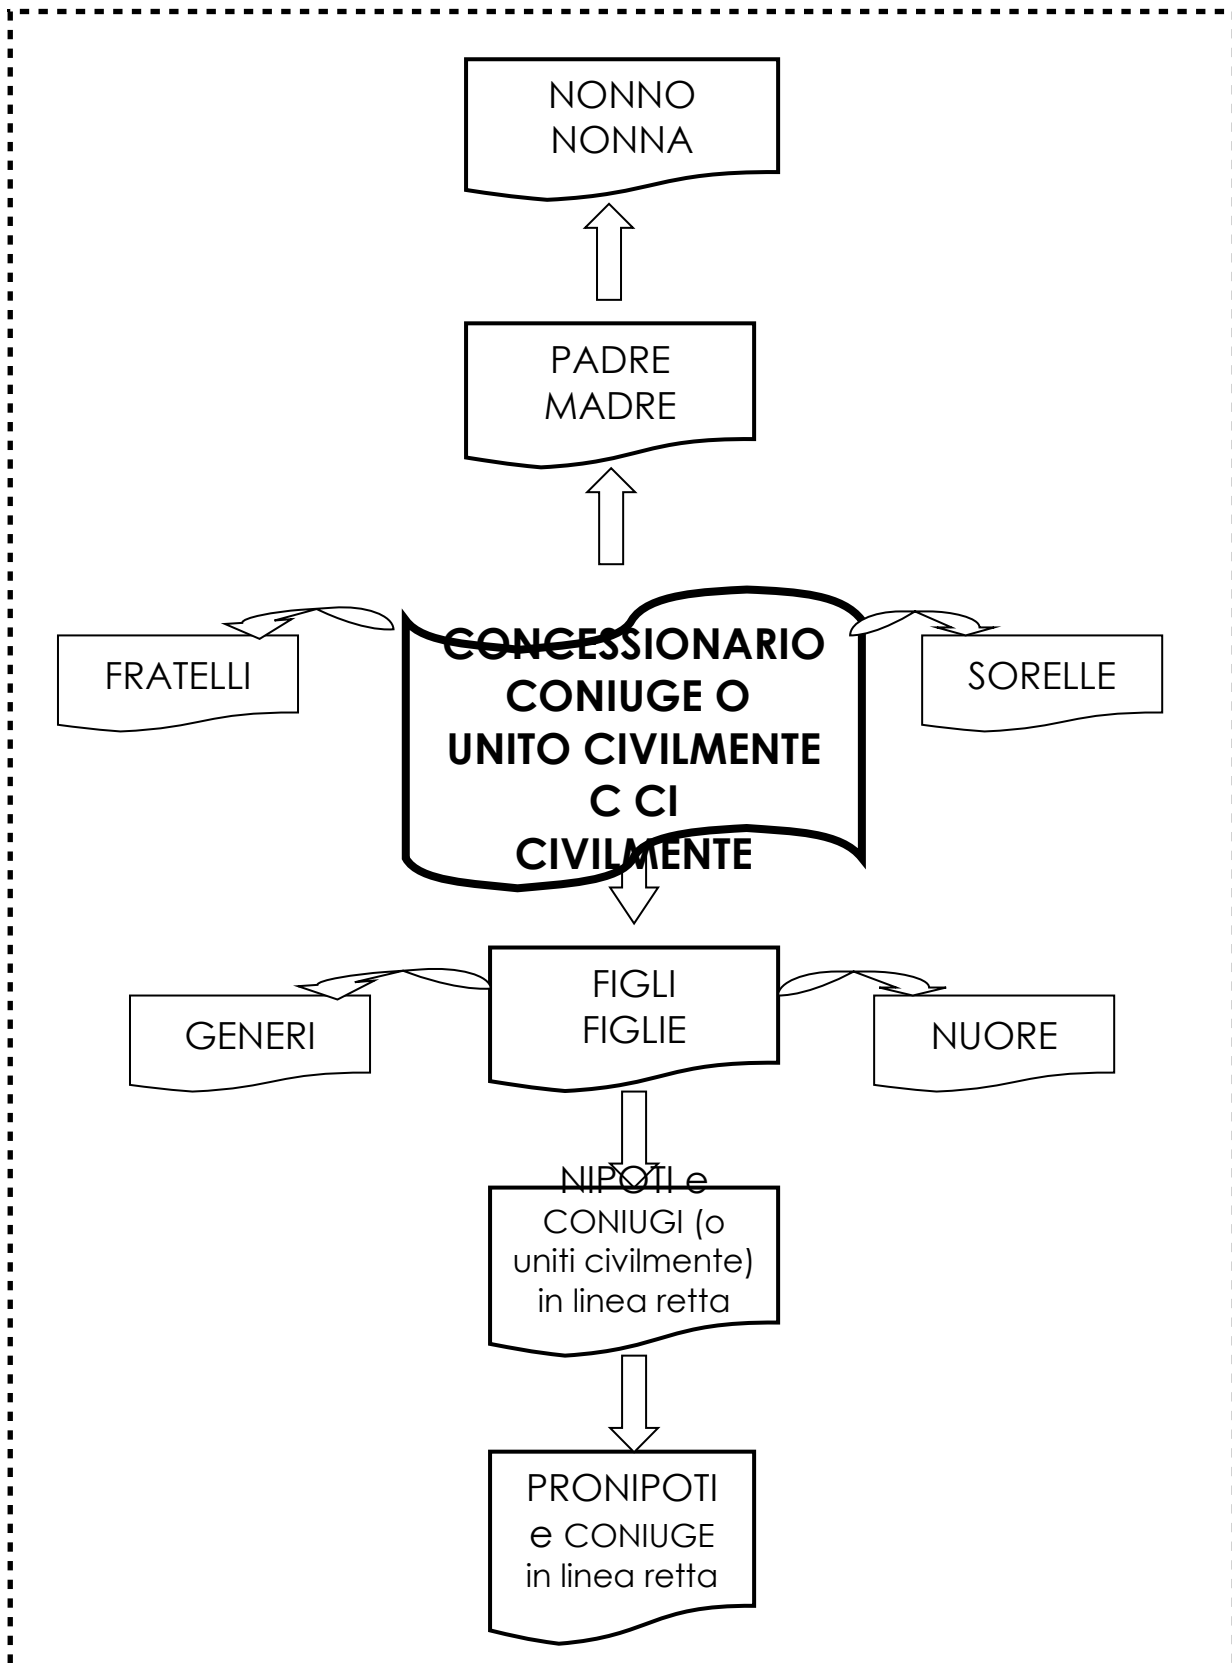 NONNO
NONNA
PADRE
MADRE
FRATELLI
CONCESSIONARIO
CONIUGE O
UNITO CIVILMENTE
C CI
CIVILMENTE
SORELLE
GENERI
FIGLI
FIGLIE
NUORE
NIPOTI e
CONIUGI (o
uniti civilmente)
in linea retta
PRONIPOTI
e CONIUGE
in linea retta